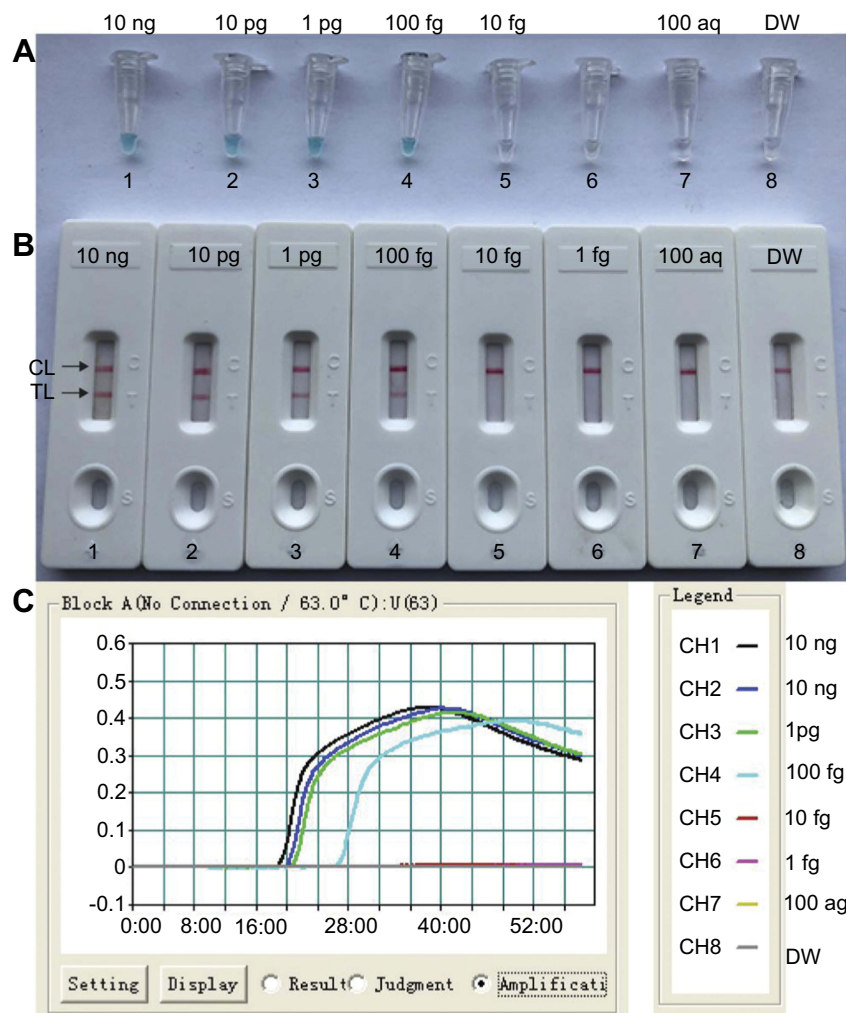 10 ng 10 pg 1 pg 100 fg 10 fg 100 aq DW
A
1 2 3 4 5 6 7 8
B
10 ng 10 pg 1 pg 100 fg 10 fg 1 fg 100 aq DW
CL C C C C C C C C
TL T T T T T T T T
S S S S S S S S
1 2 3 4 5 6 7 8
C
Block A(No Connection / 63.0° C):U(63)
0.6
0.5
0.4
0.3
0.2
0.1
0
-0.1
0:00 8:00 16:00 28:00 40:00 52:00
Setting Display Result Judgment Amplificati
Legend
CH1 10 ng
CH2 10 ng
CH3 1pg
CH4 100 fg
CH5 10 fg
CH6 1 fg
CH7 100 ag
CH8 DW